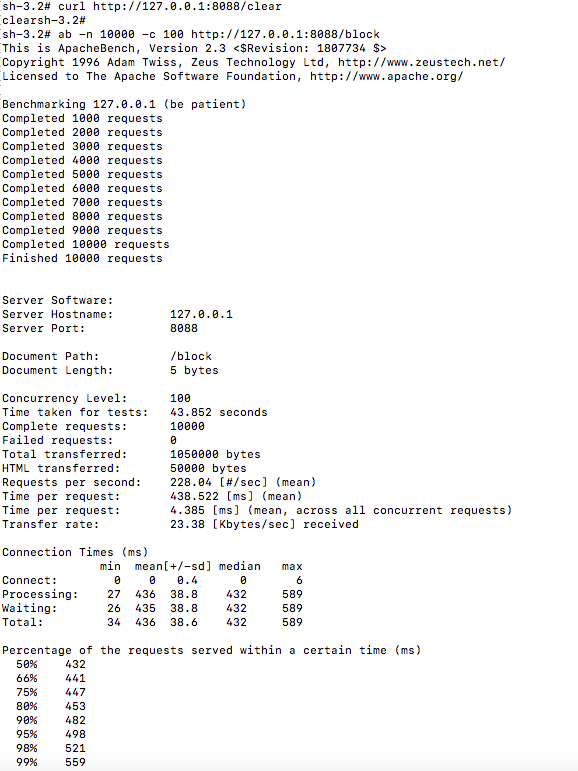 sh-3.2# curl http://127.0.0.1:8088/clear
clearsh-3.2#
sh-3.2# ab -n 10000 -c 100 http://127.0.0.1:8088/block
This is ApacheBench, Version 2.3 <$Revision: 1807734 $>
Copyright 1996 Adam Twiss, Zeus Technology Ltd, http://www.zeustech.net/
Licensed to The Apache Software Foundation, http://www.apache.org/

Benchmarking 127.0.0.1 (be patient)
Completed 1000 requests
Completed 2000 requests
Completed 3000 requests
Completed 4000 requests
Completed 5000 requests
Completed 6000 requests
Completed 7000 requests
Completed 8000 requests
Completed 9000 requests
Completed 10000 requests
Finished 10000 requests


Server Software:
Server Hostname:        127.0.0.1
Server Port:            8088

Document Path:          /block
Document Length:        5 bytes

Concurrency Level:      100
Time taken for tests:   43.852 seconds
Complete requests:      10000
Failed requests:        0
Total transferred:      1050000 bytes
HTML transferred:       50000 bytes
Requests per second:    228.04 [#/sec] (mean)
Time per request:       438.522 [ms] (mean)
Time per request:       4.385 [ms] (mean, across all concurrent requests)
Transfer rate:          23.38 [Kbytes/sec] received

Connection Times (ms)
              min  mean[+/-sd] median   max
Connect:        0    0   0.4      0       6
Processing:    27  436  38.8    432     589
Waiting:       26  435  38.8    432     589
Total:         34  436  38.6    432     589

Percentage of the requests served within a certain time (ms)
  50%    432
  66%    441
  75%    447
  80%    453
  90%    482
  95%    498
  98%    521
  99%    559